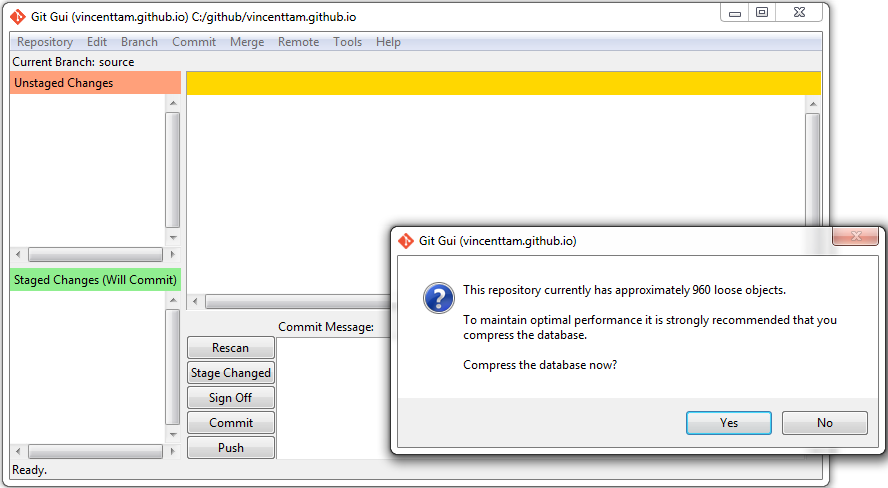 Git Gui (vincenttam.github.io) C:/github/vincenttam.github.io
Repository Edit Branch Commit Merge Remote Tools Help
Current Branch: source
Unstaged Changes
Staged Changes (Will Commit)
Commit Message:
Rescan
Stage Changed
Sign Off
Commit
Push
Ready.
Git Gui (vincenttam.github.io)
This repository currently has approximately 960 loose objects.
To maintain optimal performance it is strongly recommended that you
compress the database.
Compress the database now?
Yes No